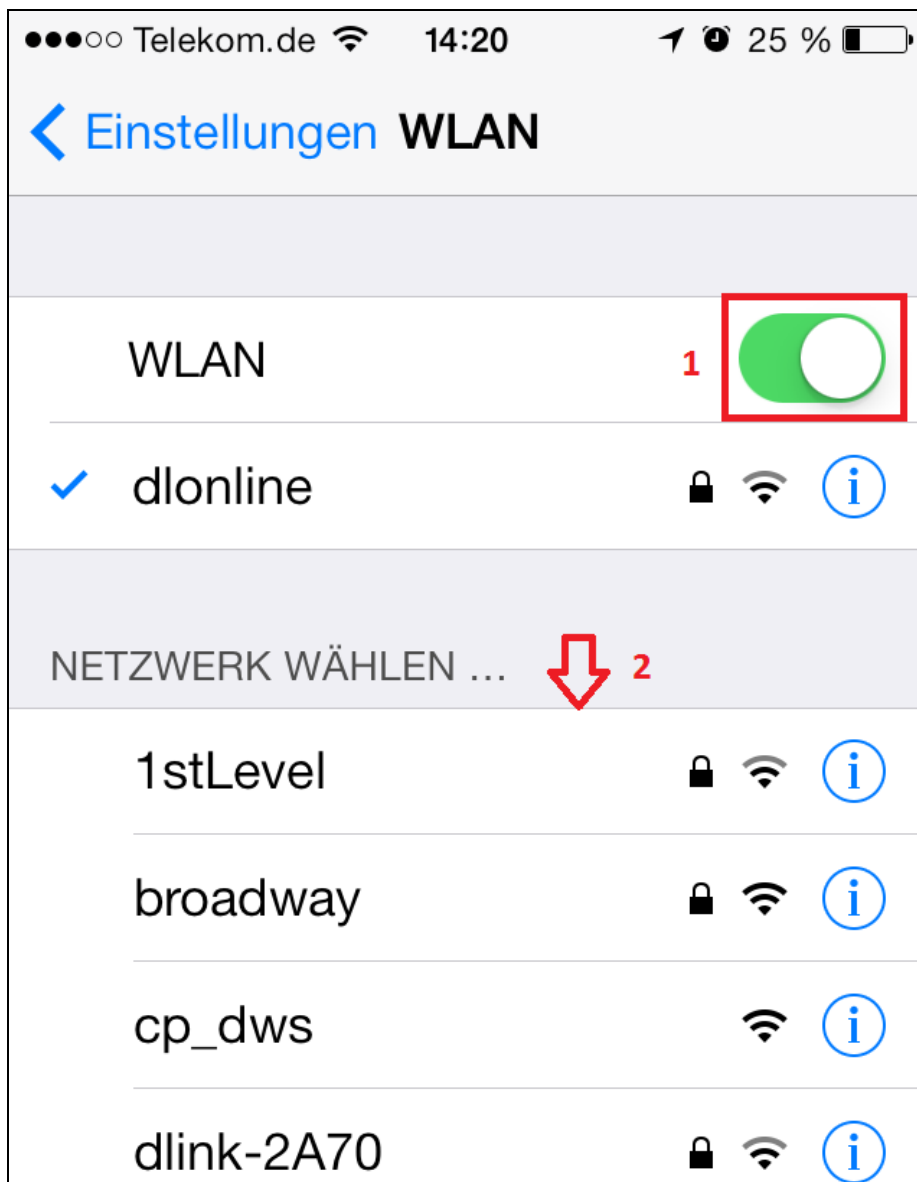 Telekom.de 14:20 25 %
Einstellungen WLAN
WLAN 1
dlonline
NETZWERK WÄHLEN ... 2
1stLevel
broadway
cp_dws
dlink-2A70